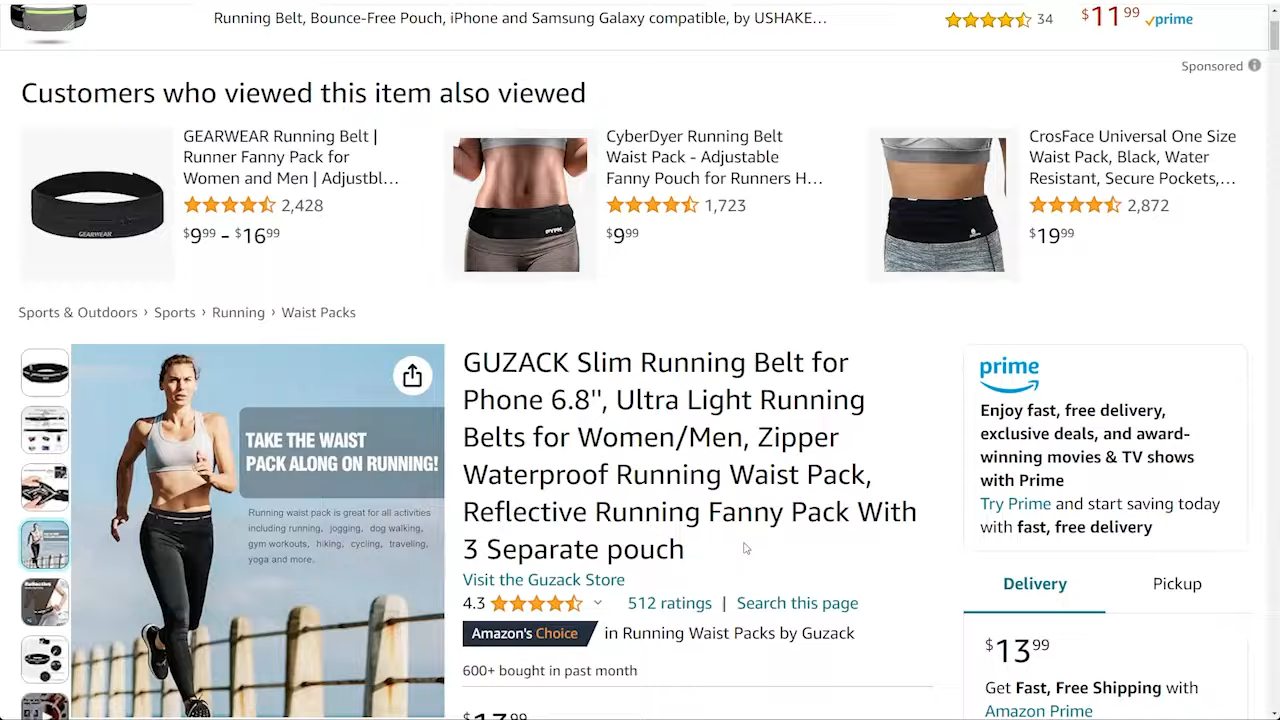 Running Belt, Bounce-Free Pouch, iPhone and Samsung Galaxy compatible, by USHAKE…
34
$11 99
prime
Sponsored
Customers who viewed this item also viewed
GEARWEAR Running Belt |
Runner Fanny Pack for
Women and Men | Adjustbl…
2,428
$9 99 - $16 99
GEARWEAR
CyberDyer Running Belt
Waist Pack - Adjustable
Fanny Pouch for Runners H…
1,723
$9 99
CrosFace Universal One Size
Waist Pack, Black, Water
Resistant, Secure Pockets,…
2,872
$19 99
Sports & Outdoors › Sports › Running › Waist Packs
TAKE THE WAIST
PACK ALONG ON RUNNING!
Running waist pack is great for all activities
including running, jogging, dog walking,
gym workouts, hiking, cycling, traveling,
yoga and more.
GUZACK Slim Running Belt for
Phone 6.8'', Ultra Light Running
Belts for Women/Men, Zipper
Waterproof Running Waist Pack,
Reflective Running Fanny Pack With
3 Separate pouch
Visit the Guzack Store
4.3
512 ratings | Search this page
Amazon's Choice in Running Waist Packs by Guzack
600+ bought in past month
prime
Enjoy fast, free delivery,
exclusive deals, and award-
winning movies & TV shows
with Prime
Try Prime and start saving today
with fast, free delivery
Delivery
Pickup
$13 99
Get Fast, Free Shipping with
Amazon Prime